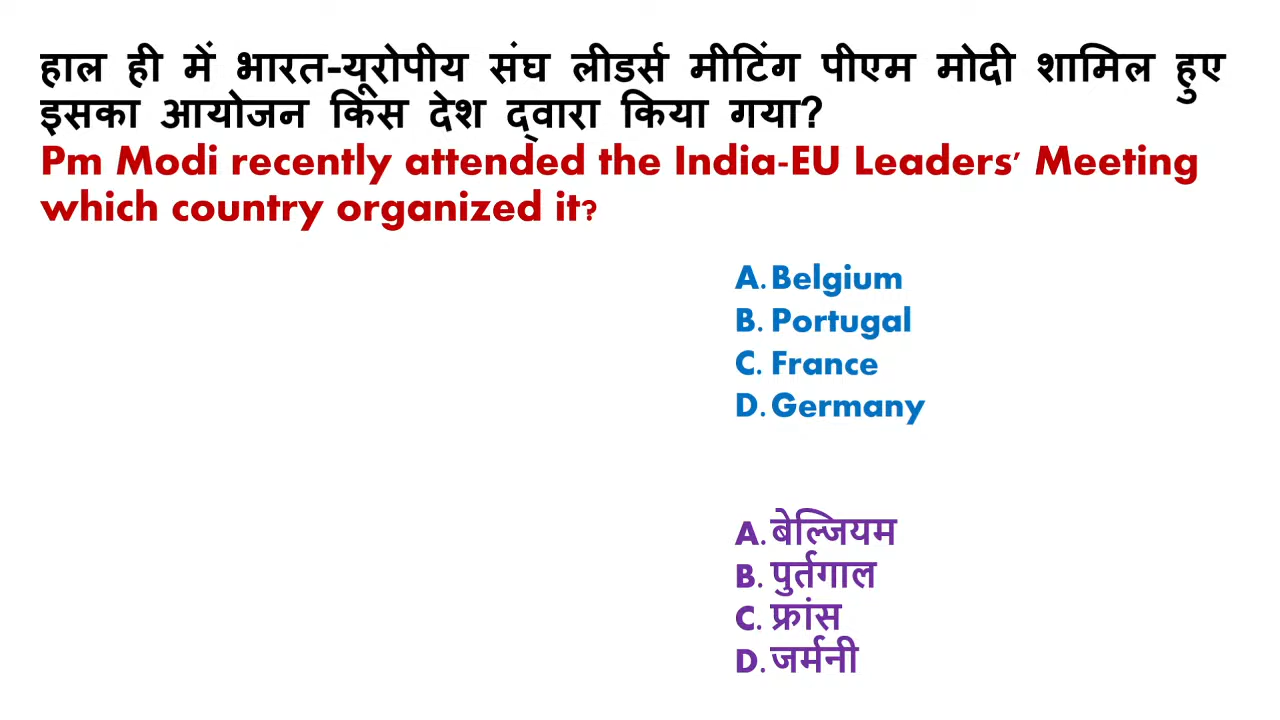 हाल ही में भारत-यूरोपीय संघ लीडर्स मीटिंग पीएम मोदी शामिल हुए
इसका आयोजन किस देश द्वारा किया गया?
Pm Modi recently attended the India-EU Leaders' Meeting
which country organized it?
A. Belgium
B. Portugal
C. France
D. Germany
A. बेल्जियम
B. पुर्तगाल
C. फ्रांस
D. जर्मनी